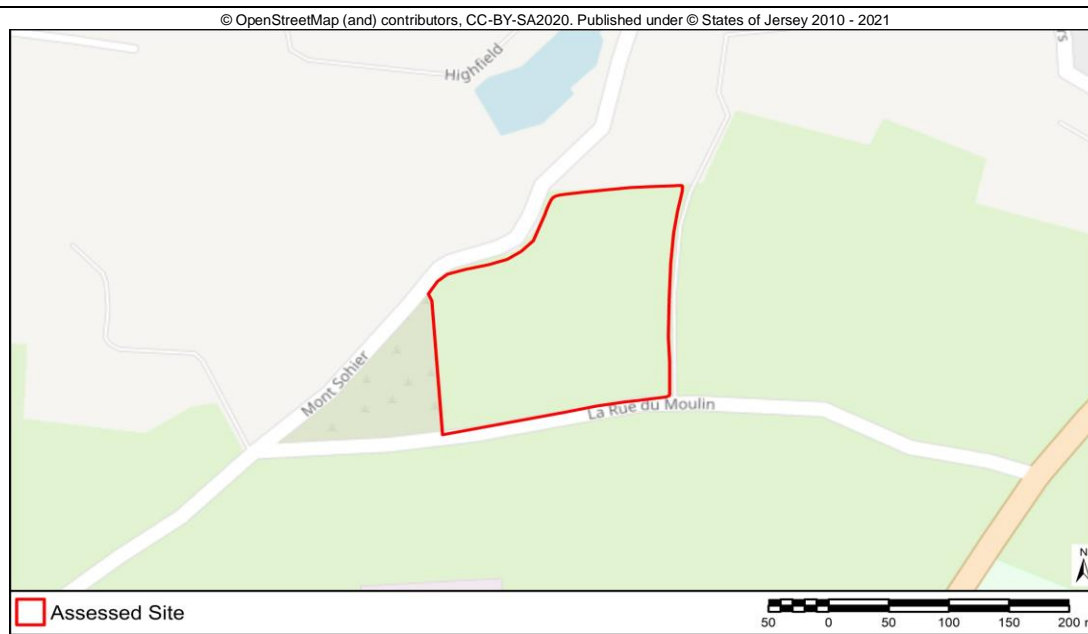 © OpenStreetMap (and) contributors, CC-BY-SA2020. Published under © States of Jersey 2010 - 2021
Highfield
Mont Sohier
La Rue du Moulin
N
Assessed Site
50 0 50 100 150 200 m